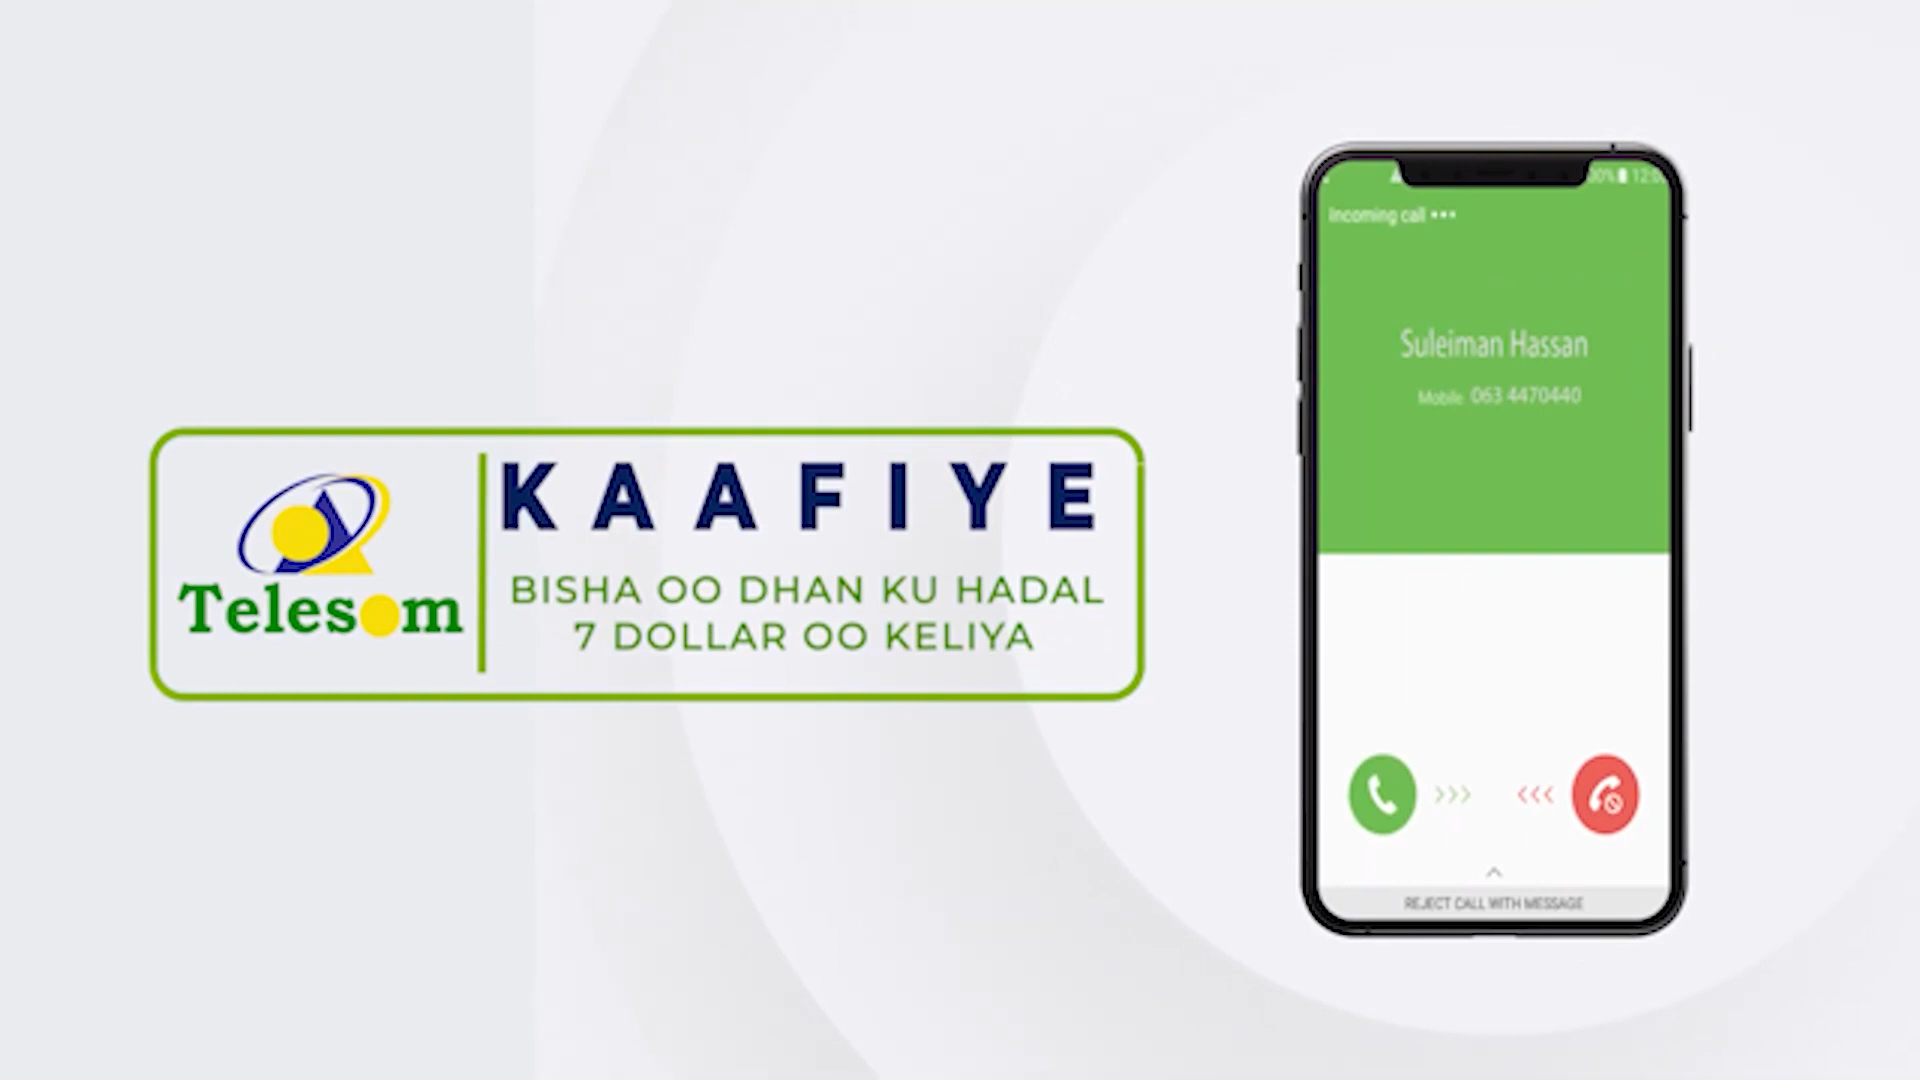 Telesom
KAAFIYE
BISHA OO DHAN KU HADAL
7 DOLLAR OO KELIYA
Incoming call •••
Suleiman Hassan
Mobile: 063 4470440
REJECT CALL WITH MESSAGE